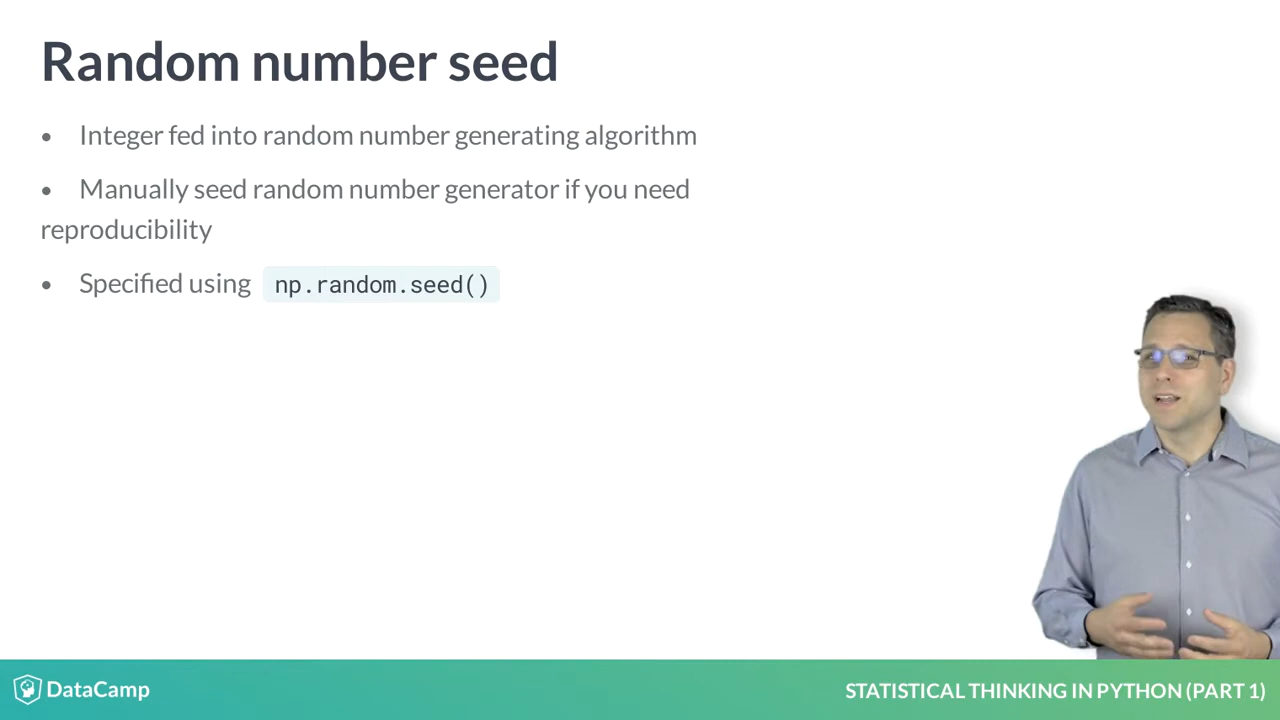 Random number seed
• Integer fed into random number generating algorithm
• Manually seed random number generator if you need
reproducibility
• Specified using np.random.seed()
DataCamp
STATISTICAL THINKING IN PYTHON (PART 1)